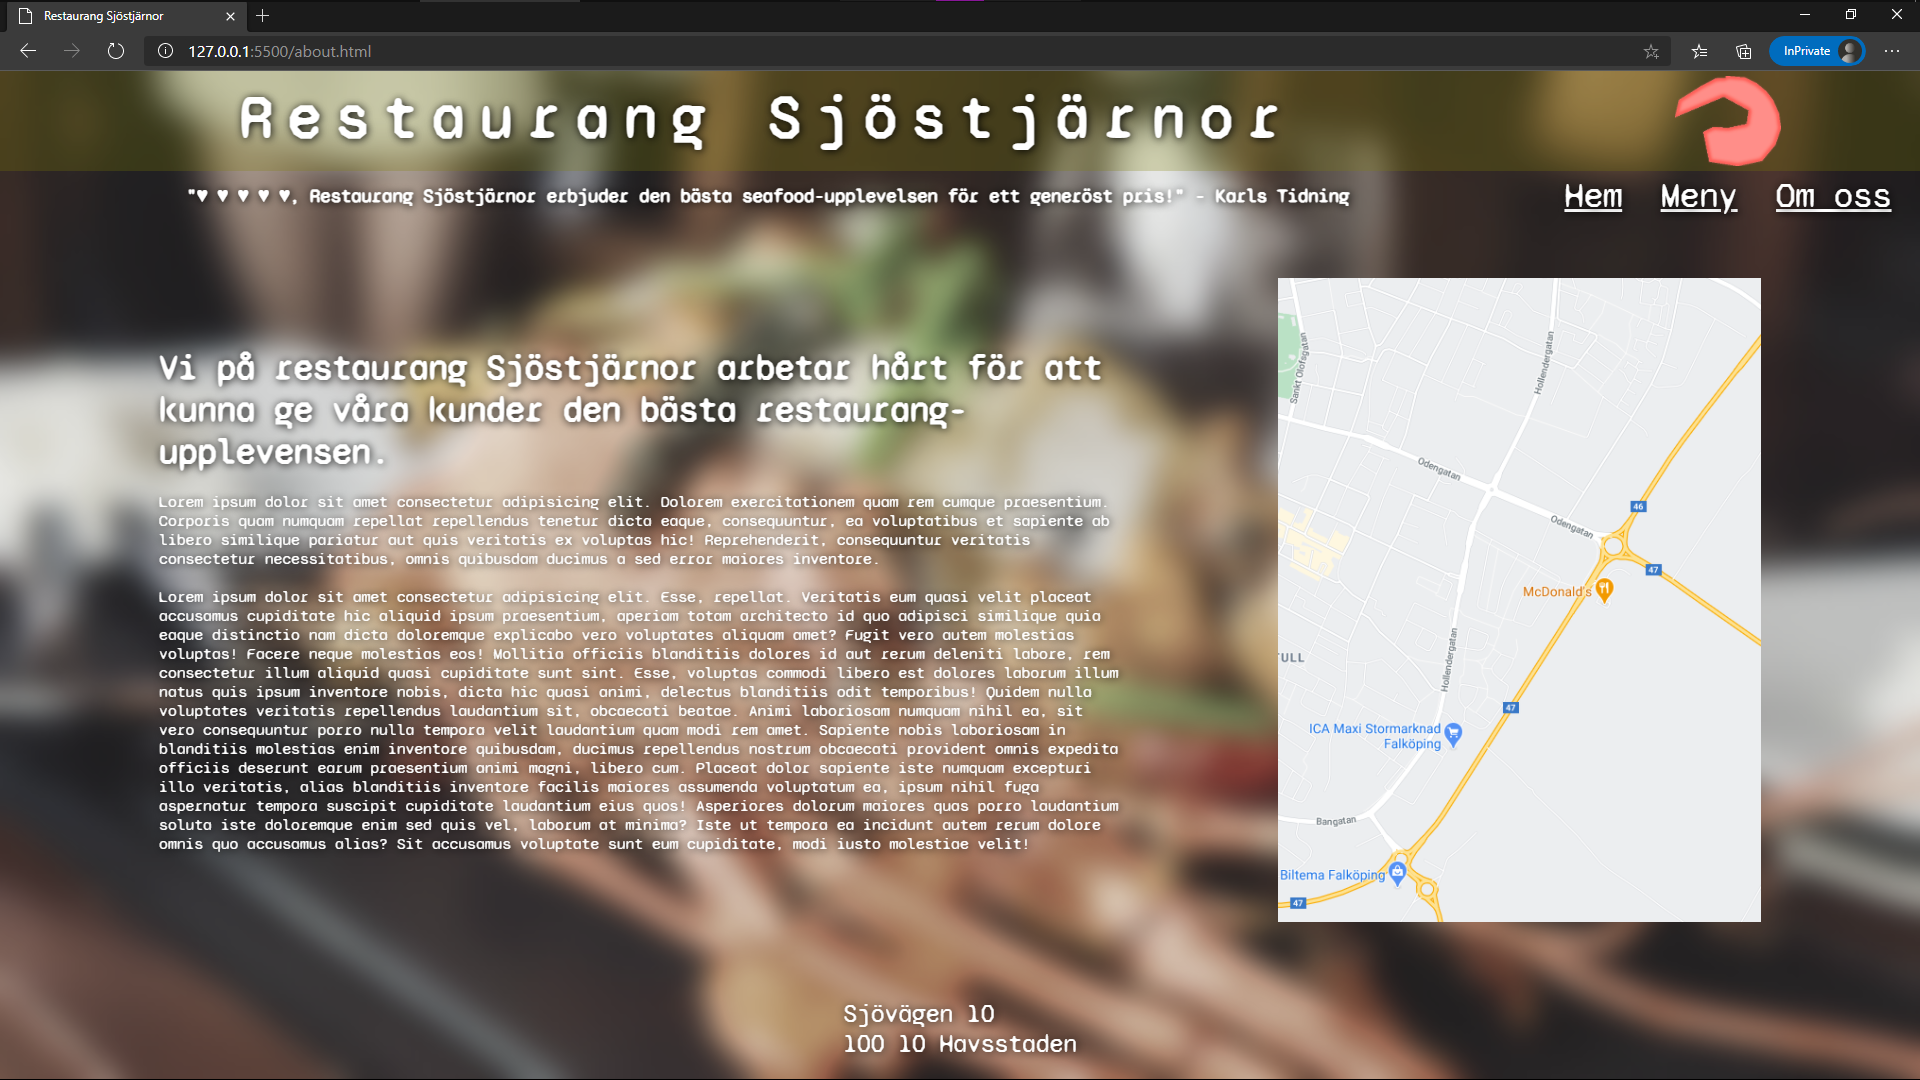 Restaurang Sjöstjärnor
127.0.0.1:5500/about.html
InPrivate
Restaurang Sjöstjärnor
"♥ ♥ ♥ ♥ ♥, Restaurang Sjöstjärnor erbjuder den bästa seafood-upplevelsen för ett generöst pris!" - Karls Tidning
Hem Meny Om oss
Vi på restaurang Sjöstjärnor arbetar hårt för att
kunna ge våra kunder den bästa restaurang-
upplevensen.
Lorem ipsum dolor sit amet consectetur adipisicing elit. Dolorem exercitationem quam rem cumque praesentium.
Corporis quam numquam repellat repellendus tenetur dicta eaque, consequuntur, ea voluptatibus et sapiente ab
libero similique pariatur aut quis veritatis ex voluptas hic! Reprehenderit, consequuntur veritatis
consectetur necessitatibus, omnis quibusdam ducimus a sed error maiores inventore.
Lorem ipsum dolor sit amet consectetur adipisicing elit. Esse, repellat. Veritatis eum quasi velit placeat
accusamus cupiditate hic aliquid ipsum praesentium, aperiam totam architecto id quo adipisci similique quia
eaque distinctio nam dicta doloremque explicabo vero voluptates aliquam amet? Fugit vero autem molestias
voluptas! Facere neque molestias eos! Mollitia officiis blanditiis dolores id aut rerum deleniti labore, rem
consectetur illum aliquid quasi cupiditate sunt sint. Esse, voluptas commodi libero est dolores laborum illum
natus quis ipsum inventore nobis, dicta hic quasi animi, delectus blanditiis odit temporibus! Quidem nulla
voluptates veritatis repellendus laudantium sit, obcaecati beatae. Animi laboriosam numquam nihil ea, sit
vero consequuntur porro nulla tempora velit laudantium quam modi rem amet. Sapiente nobis laboriosam in
blanditiis molestias enim inventore quibusdam, ducimus repellendus nostrum obcaecati provident omnis expedita
officiis deserunt earum praesentium animi magni, libero cum. Placeat dolor sapiente iste numquam excepturi
illo veritatis, alias blanditiis inventore facilis maiores assumenda voluptatum ea, ipsum nihil fuga
aspernatur tempora suscipit cupiditate laudantium eius quos! Asperiores dolorum maiores quas porro laudantium
soluta iste doloremque enim sed quis vel, laborum at minima? Iste ut tempora ea incidunt autem rerum dolore
omnis quo accusamus alias? Sit accusamus voluptate sunt eum cupiditate, modi iusto molestiae velit!
Sankt Olofsgatan
Hollendergatan
Odengatan
46
Odengatan
47
McDonald's
Hollendergatan
TULL
47
ICA Maxi Stormarknad
Falköping
Bangatan
Biltema Falköping
47
Sjövägen 10
100 10 Havsstaden